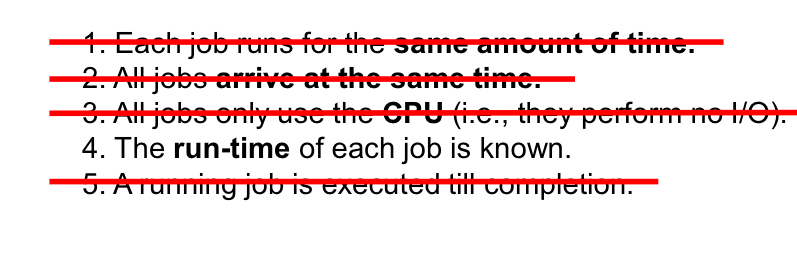 1. Each job runs for the same amount of time.
2. All jobs arrive at the same time.
3. All jobs only use the CPU (i.e., they perform no I/O).
4. The run-time of each job is known.
5. A running job is executed till completion.